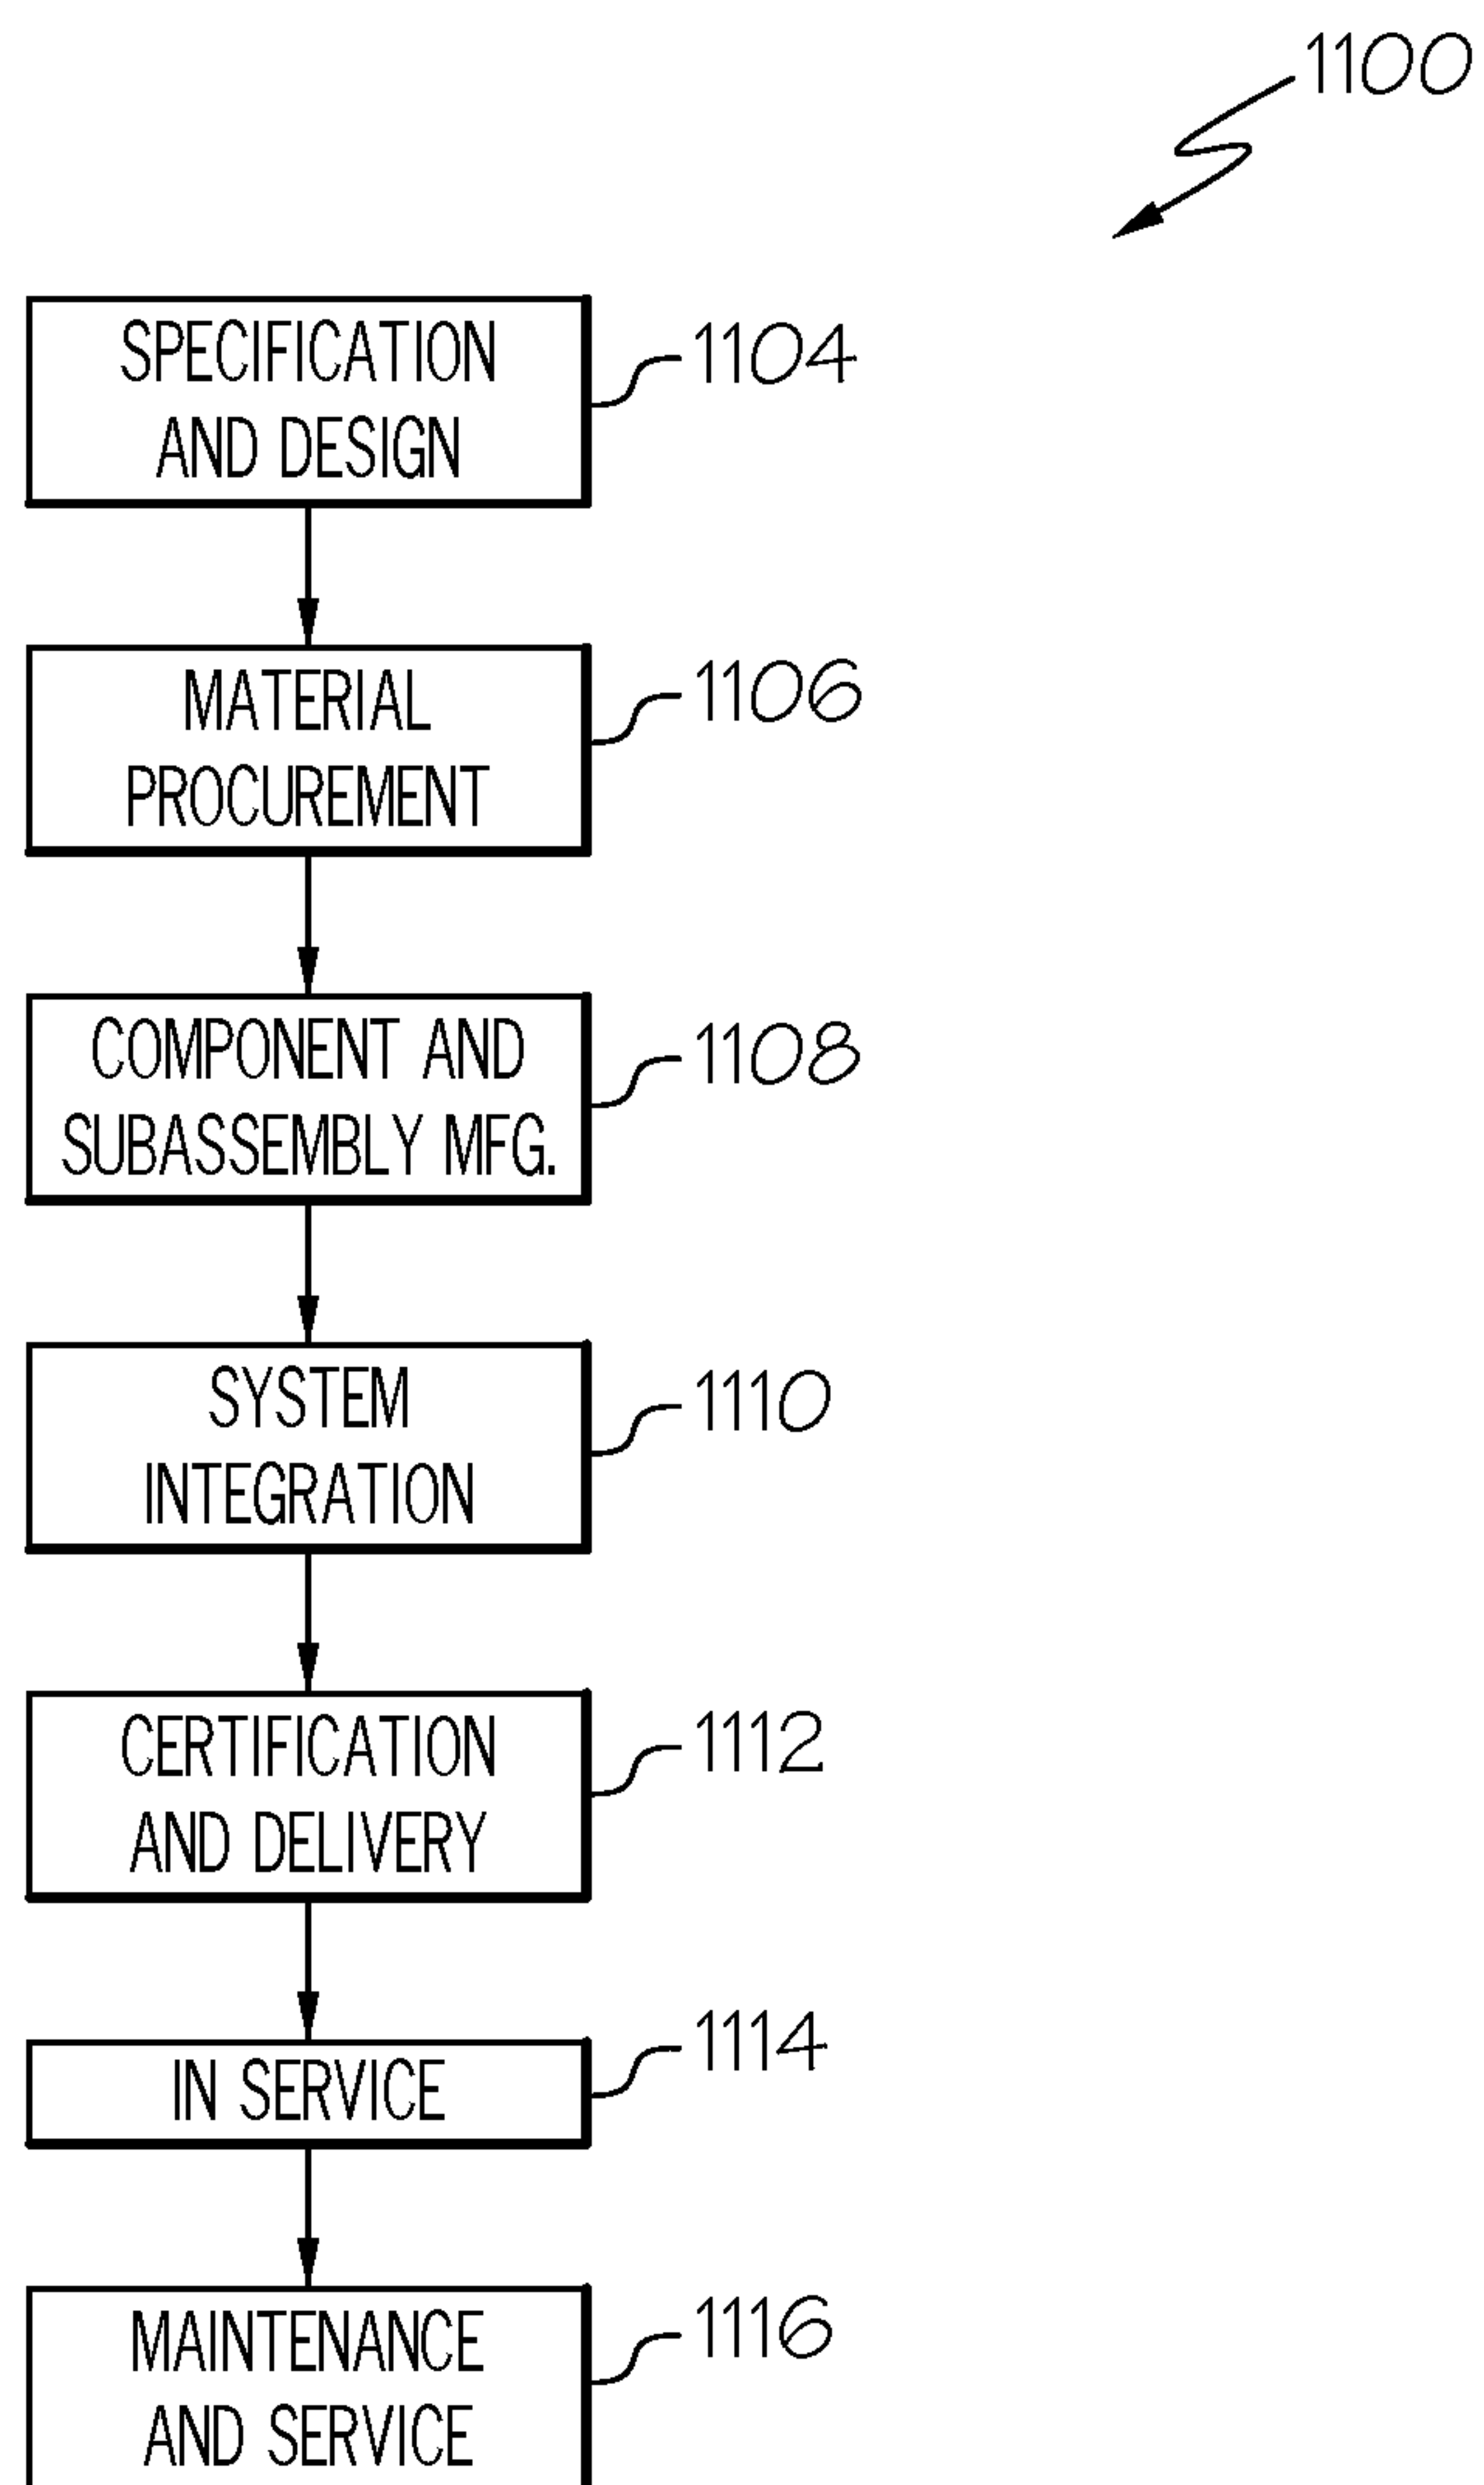 1100
SPECIFICATION
AND DESIGN
1104
MATERIAL
PROCUREMENT
1106
COMPONENT AND
SUBASSEMBLY MFG.
1108
SYSTEM
INTEGRATION
1110
CERTIFICATION
AND DELIVERY
1112
IN SERVICE
1114
MAINTENANCE
AND SERVICE
1116